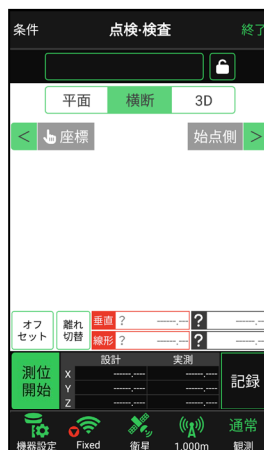 条件 点検·検査 終了
平面 横断 3D
< 座標 始点側 >
オフセット 離れ切替 垂直 ? -----.--- ? -----.---
線形 ? -----.--- ? -----.---
設計 実測
測位開始 X -----.--- -----.--- 記録
Y -----.--- -----.---
Z -----.--- -----.---
機器設定 Fixed 衛星 1.000m 通常観測